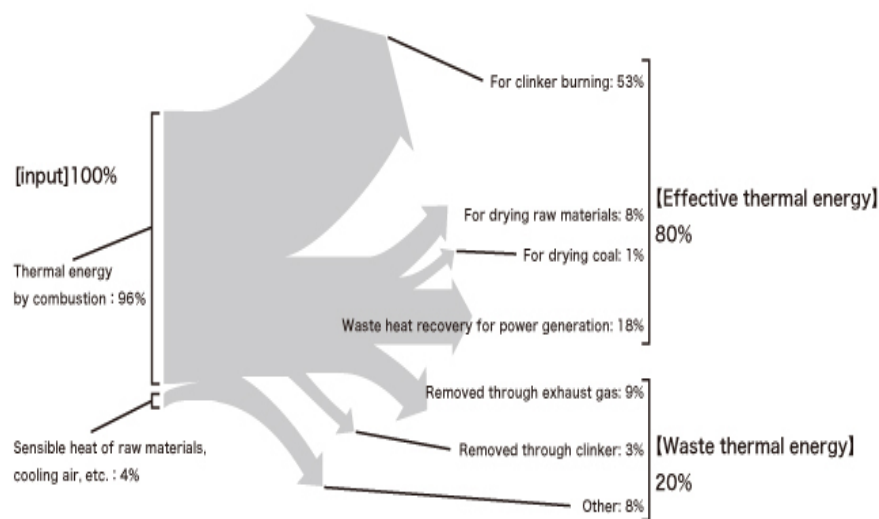 For clinker burning: 53%
[input]100%
【Effective thermal energy】
80%
For drying raw materials: 8%
For drying coal: 1%
Thermal energy
by combustion : 96%
Waste heat recovery for power generation: 18%
Removed through exhaust gas: 9%
Sensible heat of raw materials,
cooling air, etc. : 4%
Removed through clinker: 3%
【Waste thermal energy】
20%
Other: 8%